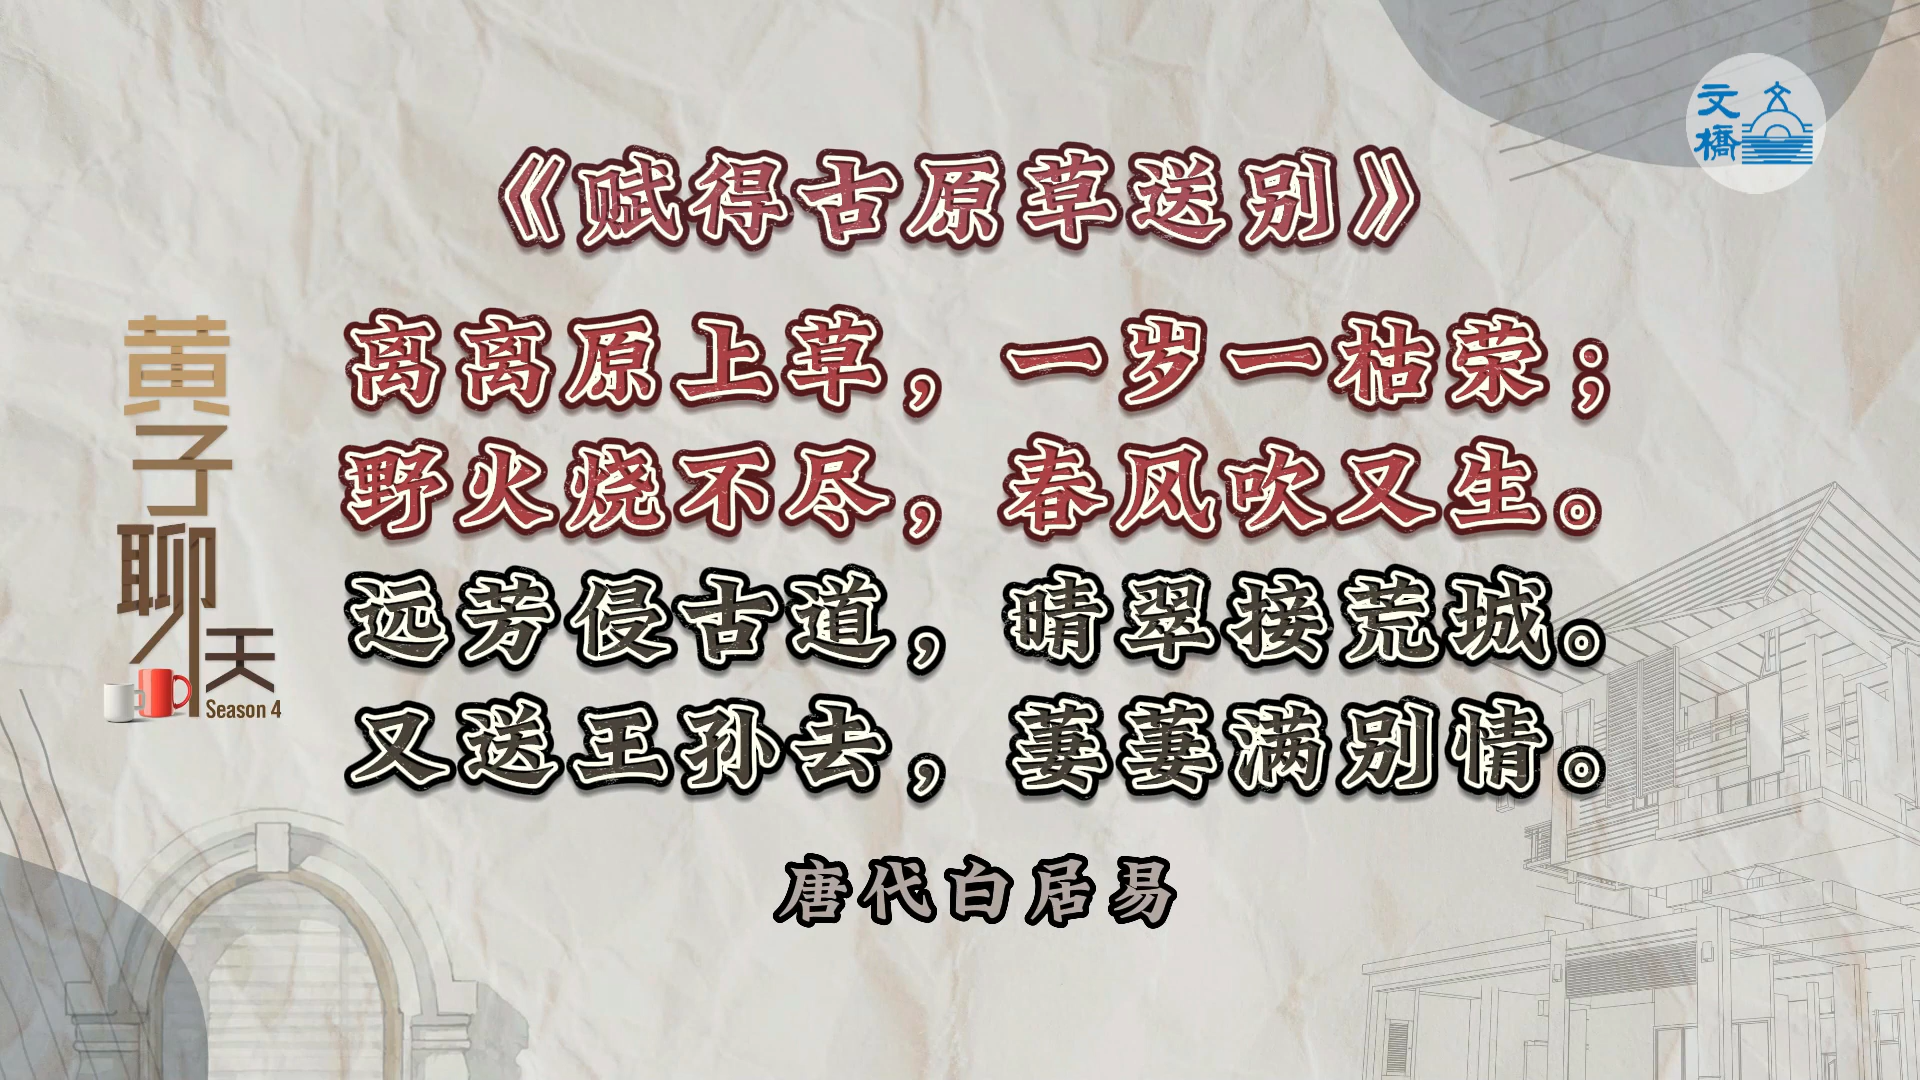 文橋
《赋得古原草送别》
离离原上草，一岁一枯荣；
野火烧不尽，春风吹又生。
远芳侵古道，晴翠接荒城。
又送王孙去，萋萋满别情。
唐代白居易
黄子聊天
Season 4